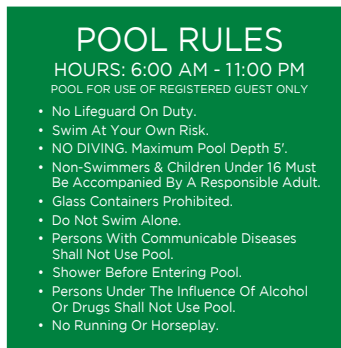 POOL RULES
HOURS: 6:00 AM - 11:00 PM
POOL FOR USE OF REGISTERED GUEST ONLY
• No Lifeguard On Duty.
• Swim At Your Own Risk.
• NO DIVING. Maximum Pool Depth 5'.
• Non-Swimmers & Children Under 16 Must
Be Accompanied By A Responsible Adult.
• Glass Containers Prohibited.
• Do Not Swim Alone.
• Persons With Communicable Diseases
Shall Not Use Pool.
• Shower Before Entering Pool.
• Persons Under The Influence Of Alcohol
Or Drugs Shall Not Use Pool.
• No Running Or Horseplay.